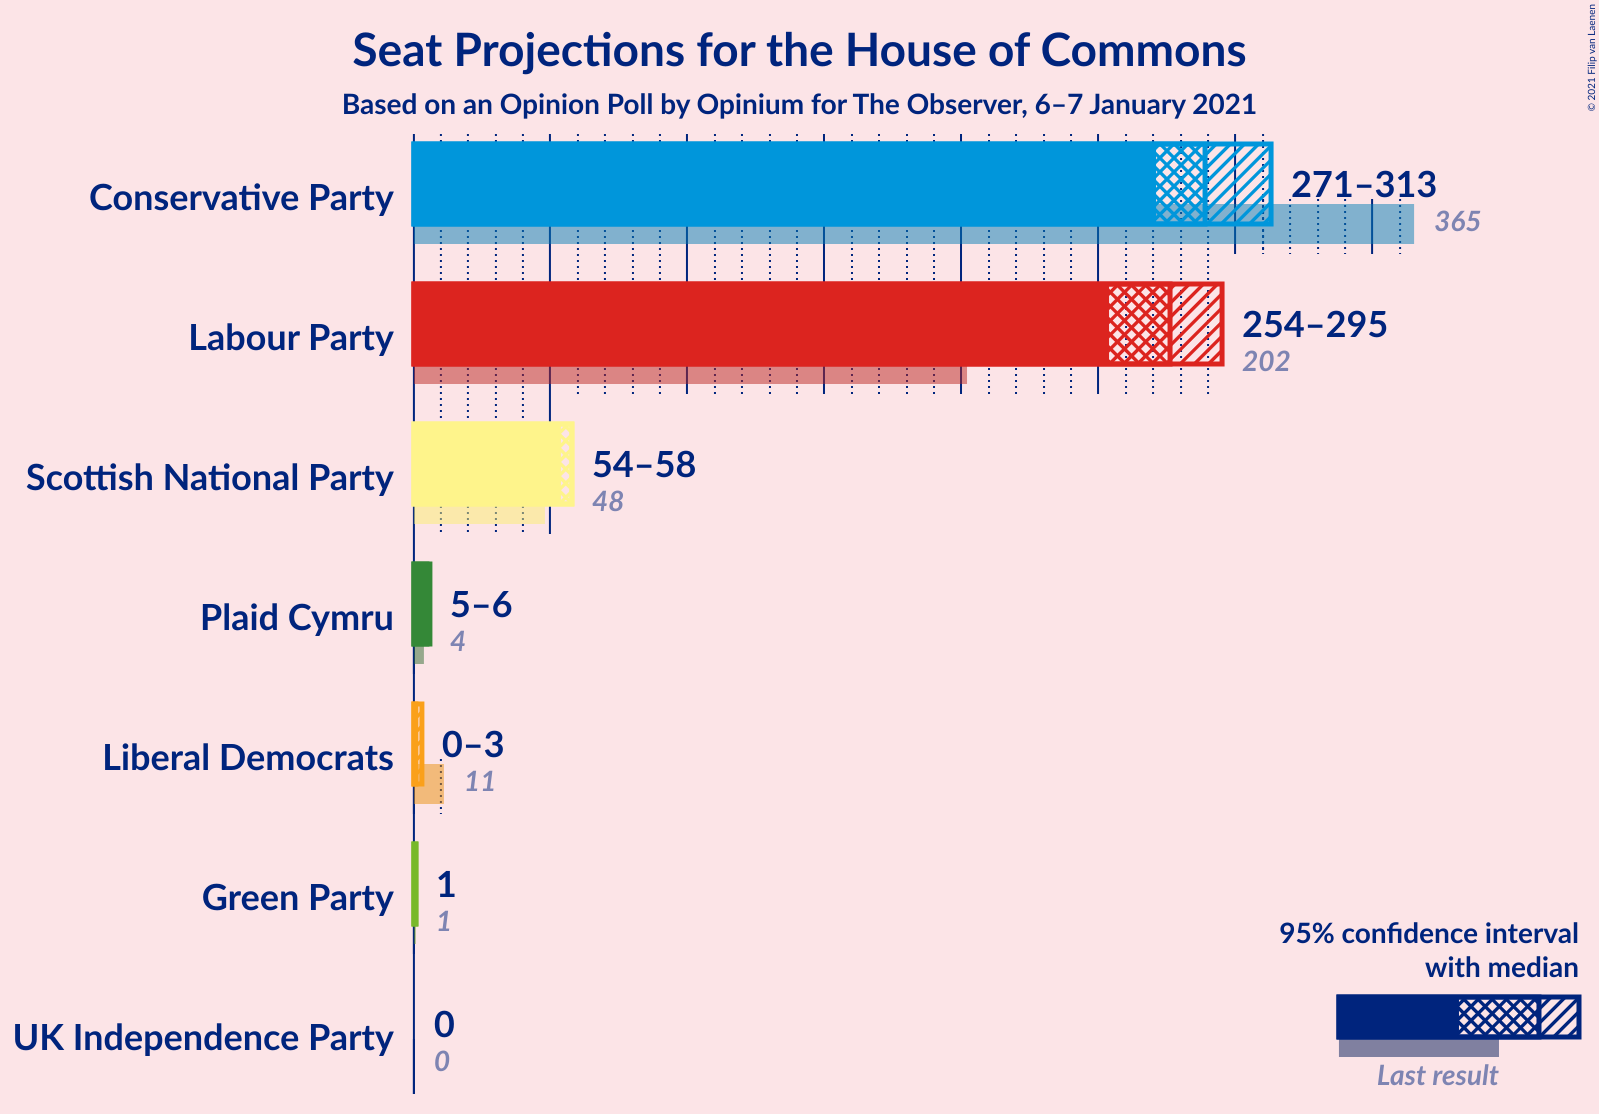 Seat Projections for the House of Commons
Based on an Opinion Poll by Opinium for The Observer, 6–7 January 2021
© 2021 Filip van Laenen
Conservative Party
271–313
365
Labour Party
254–295
202
Scottish National Party
54–58
48
Plaid Cymru
5–6
4
Liberal Democrats
0–3
11
Green Party
1
1
UK Independence Party
0
0
95% confidence interval
with median
Last result